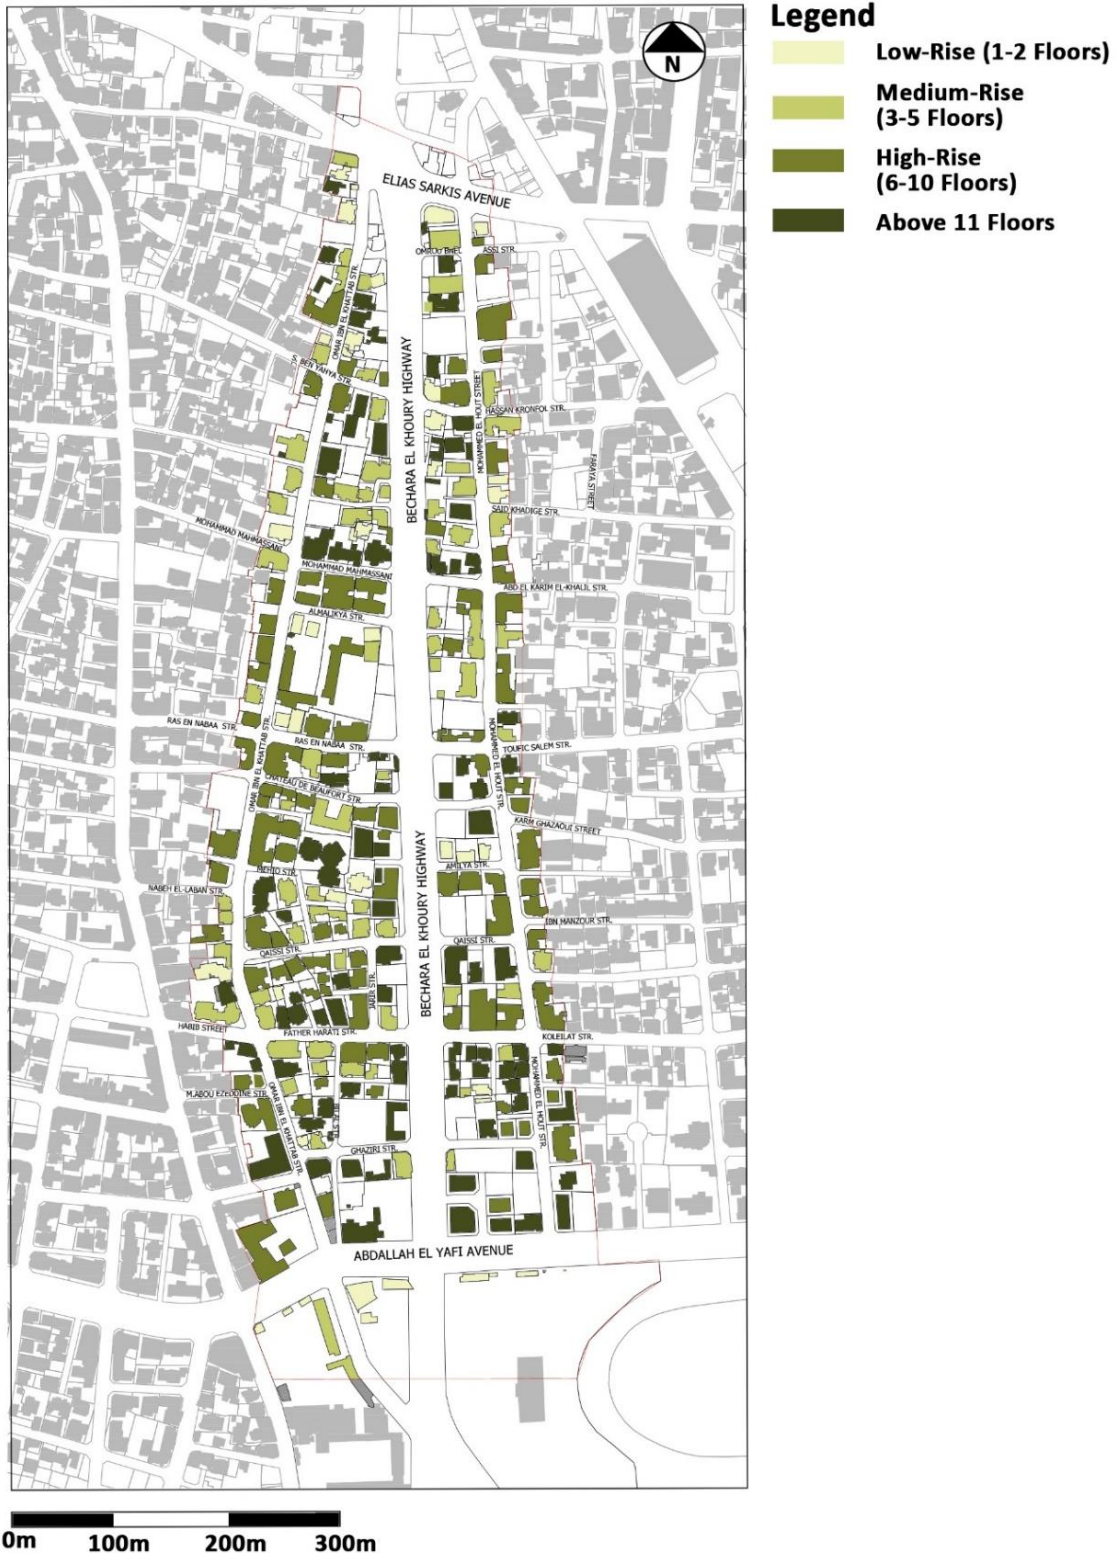 Legend
Low-Rise (1-2 Floors)
Medium-Rise
(3-5 Floors)
High-Rise
(6-10 Floors)
Above 11 Floors
N
ELIAS SARKIS AVENUE
ASSI STR.
OMAR IBN EL KHATTAB STR.
BECHARA EL KHOURY HIGHWAY
S. BEN YAHYA STR.
MOHAMMED EL HOUT STREET
HASSAN KRONFOL STR.
FARAYA STREET
SAID KHADIGE STR.
MOHAMMAD MAHMASSANI
MOHAMMAD MAHMASSANI
ABD EL KARIM EL-KHALIL STR.
ALMALIKYA STR.
RAS EN NABAA STR.
RAS EN NABAA STR.
OMAR IBN EL KHATTAB STR.
MOHAMMED EL HOUT STR.
TOUFIC SALEM STR.
CHATEAU DE BEAUFORT STR.
KARM GHAZAOUI STREET
BECHARA EL KHOURY HIGHWAY
MEHIO STR.
AMILYA STR.
NABEH EL-LABAN STR.
IBN MANZOUR STR.
QAISSI STR.
QAISSI STR.
JARIR STR.
HABIB STREET
FATHER HARATI STR.
KOLEILAT STR.
M.ABOU EZEDDINE STR.
OMAR IBN EL KHATTAB STR.
MOHAMMED EL HOUT STR.
GHAZIRI STR.
ABDALLAH EL YAFI AVENUE
0m
100m
200m
300m